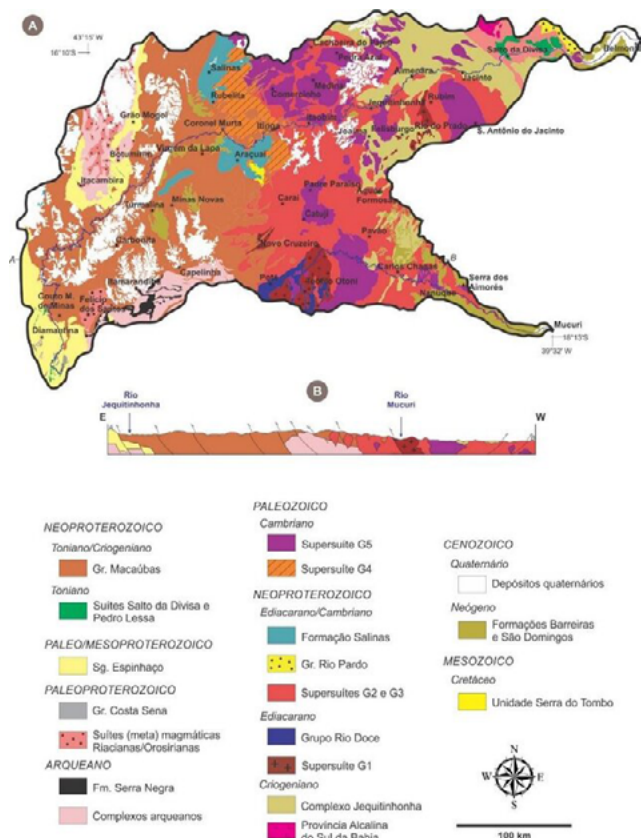 A
43°15' W
16°10'S
Cachoeira do Pajeú
Pedra Azul
Salto da Divisa
Belmonte
Salinas
Medina
Almenara
Jacinto
Rubelita
Comercinho
Jequitinhonha
Rubim
Grão Mogol
Coronel Murta
Itinga
Itaobim
Joaíma
Felisburgo
Rio do Prado
S. Antônio do Jacinto
Botumirim
Virgem da Lapa
Araçuaí
Itacambira
Padre Paraíso
Águas Formosas
Turmalina
Minas Novas
Caraí
Catuji
Carbonita
Novo Cruzeiro
Pavão
A
B
Itamarandiba
Capelinha
Poté
Teófilo Otoni
Carlos Chagas
Serra dos Aimorés
Couto M. de Minas
Felício dos Santos
Nanuque
Diamantina
Mucuri
18°13'S
39°32' W
B
Rio
Jequitinhonha
Rio
Mucuri
E
W
NEOPROTEROZOICO
Toniano/Criogeniano
Gr. Macaúbas
Toniano
Suítes Salto da Divisa e
Pedro Lessa
PALEO/MESOPROTEROZOICO
Sg. Espinhaço
PALEOPROTEROZOICO
Gr. Costa Sena
Suítes (meta) magmáticas
Riacianas/Orosirianas
ARQUEANO
Fm. Serra Negra
Complexos arqueanos
PALEOZOICO
Cambriano
Supersuíte G5
Supersuíte G4
NEOPROTEROZOICO
Ediacarano/Cambriano
Formação Salinas
Gr. Rio Pardo
Supersuítes G2 e G3
Ediacarano
Grupo Rio Doce
Supersuíte G1
Criogeniano
Complexo Jequitinhonha
Província Alcalina
do Sul da Bahia
CENOZOICO
Quaternário
Depósitos quaternários
Neógeno
Formações Barreiras
e São Domingos
MESOZOICO
Cretáceo
Unidade Serra do Tombo
N
W
E
S
100 km